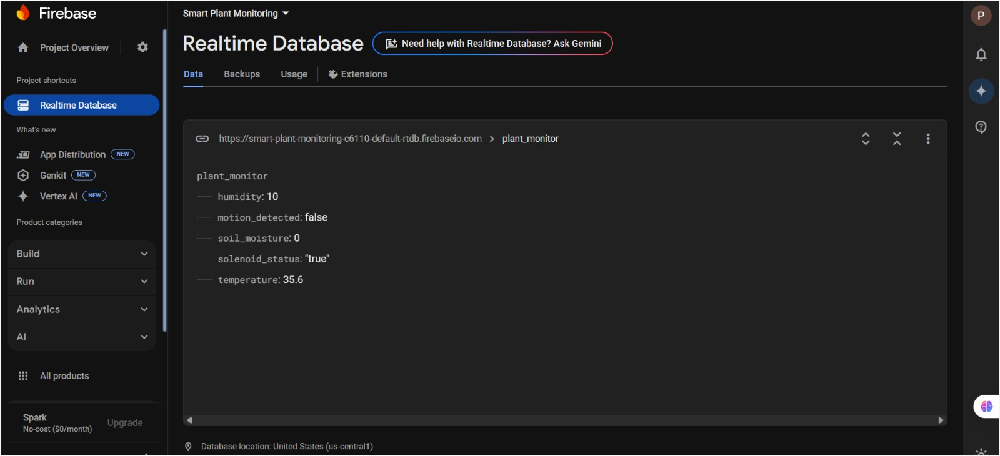 Firebase
Project Overview
Project shortcuts
Realtime Database
What's new
App Distribution NEW
Genkit NEW
Vertex AI NEW
Product categories
Build
Run
Analytics
AI
All products
Spark
No-cost ($0/month)
Upgrade
Smart Plant Monitoring
Realtime Database
Need help with Realtime Database? Ask Gemini
Data Backups Usage Extensions
https://smart-plant-monitoring-c6110-default-rtdb.firebaseio.com > plant_monitor
plant_monitor
humidity: 10
motion_detected: false
soil_moisture: 0
solenoid_status: "true"
temperature: 35.6
Database location: United States (us-central1)
P